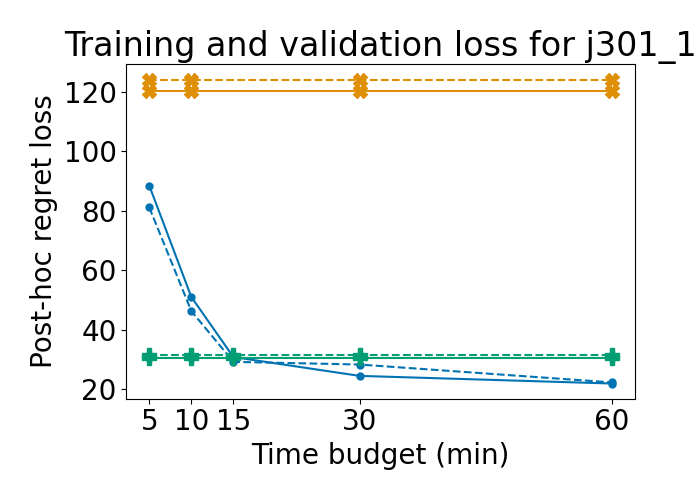 Training and validation loss for j301_1
Post-hoc regret loss
120
100
80
60
40
20
5 10 15 30 60
Time budget (min)